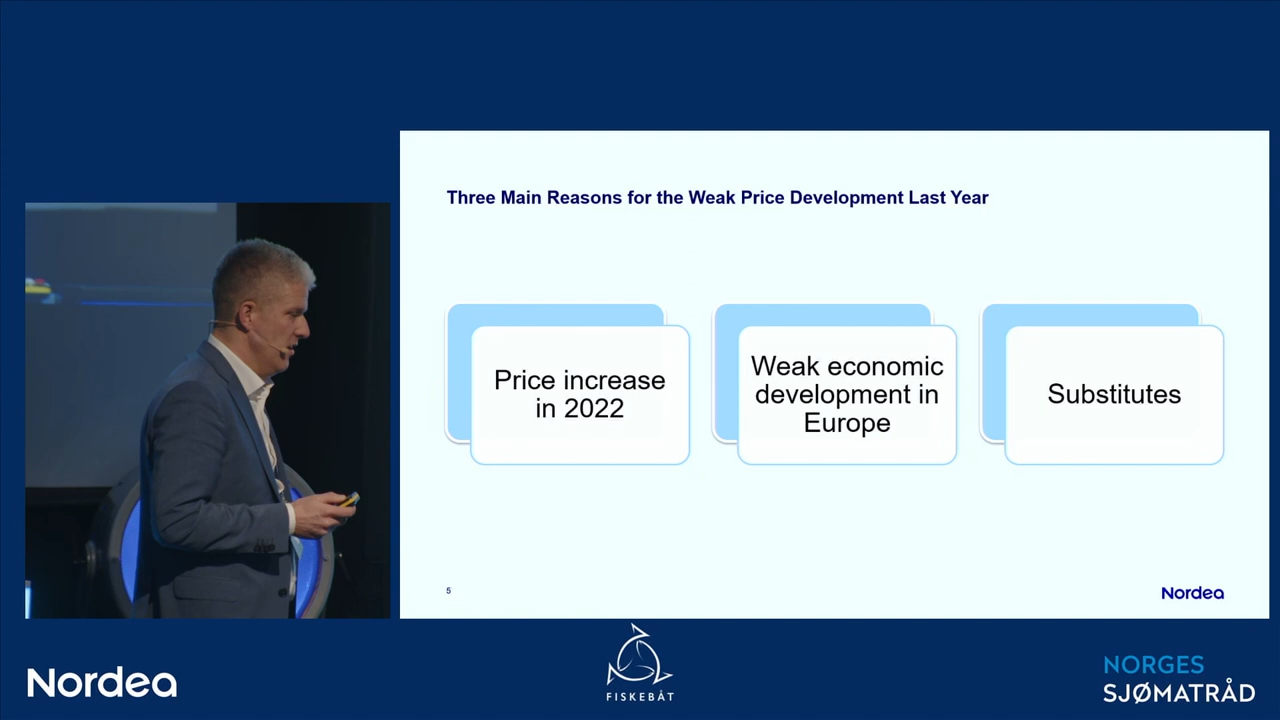 Three Main Reasons for the Weak Price Development Last Year
Price increase
in 2022
Weak economic
development in
Europe
Substitutes
5
Nordea
Nordea
FISKEBÅT
NORGES
SJØMATRÅD